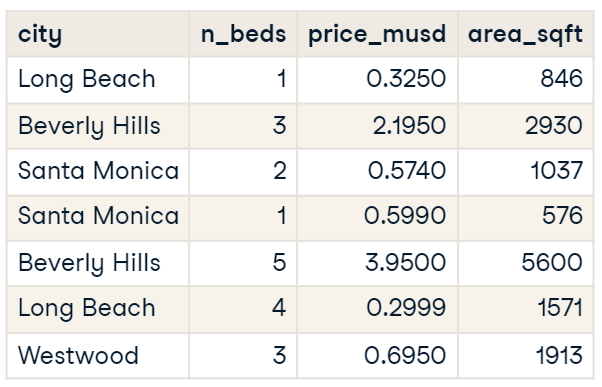 city n_beds price_musd area_sqft
Long Beach 1 0.3250 846
Beverly Hills 3 2.1950 2930
Santa Monica 2 0.5740 1037
Santa Monica 1 0.5990 576
Beverly Hills 5 3.9500 5600
Long Beach 4 0.2999 1571
Westwood 3 0.6950 1913